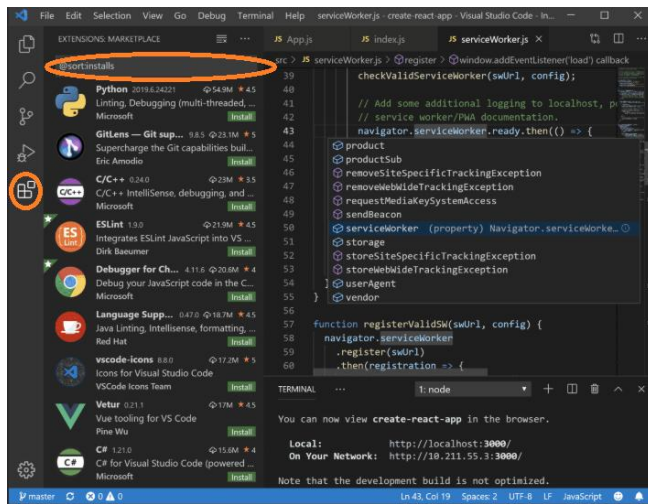 File Edit Selection View Go Debug Terminal Help serviceWorker.js - create-react-app - Visual Studio Code - In...
EXTENSIONS: MARKETPLACE
@sort:installs
Python 2019.6.24221 54.9M 4.5
Linting, Debugging (multi-threaded, ...
Microsoft Install
GitLens — Git sup... 9.8.5 23.1M 5
Supercharge the Git capabilities buil...
Eric Amodio Install
C/C++ 0.24.0 23M 3.5
C/C++ IntelliSense, debugging, and ...
Microsoft Install
ESLint 1.9.0 21.9M 4.5
Integrates ESLint JavaScript into VS ...
Dirk Baeumer Install
Debugger for Ch... 4.11.6 20.6M 4
Debug your JavaScript code in the C...
Microsoft Install
Language Supp... 0.47.0 18.7M 4.5
Java Linting, Intellisense, formatting, ...
Red Hat Install
vscode-icons 8.8.0 17.2M 5
Icons for Visual Studio Code
VSCode Icons Team Install
Vetur 0.21.1 17M 4.5
Vue tooling for VS Code
Pine Wu Install
C# 1.21.0 15.6M 4
C# for Visual Studio Code (powered ...
Microsoft Install
C/C++
ES
Lint
C#
JS App.js JS index.js JS serviceWorker.js ×
src > JS serviceWorker.js > register > window.addEventListener('load') callback
39 checkValidServiceWorker(swUrl, config);
40
41 // Add some additional logging to localhost, p
42 // service worker/PWA documentation.
43 navigator.serviceWorker.ready.then(() => {
44 product
45 productSub
46 removeSiteSpecificTrackingException
47 removeWebWideTrackingException
48 requestMediaKeySystemAccess
49 sendBeacon
50 serviceWorker (property) Navigator.serviceWorke...
51 storage
52 storeSiteSpecificTrackingException
53 storeWebWideTrackingException
54 } userAgent
55 } vendor
56
57 function registerValidSW(swUrl, config) {
58 navigator.serviceWorker
59 .register(swUrl)
60 .then(registration => {
TERMINAL ... 1: node
You can now view create-react-app in the browser.
Local: http://localhost:3000/
On Your Network: http://10.211.55.3:3000/
Note that the development build is not optimized.
master 0 0 Ln 43, Col 19 Spaces: 2 UTF-8 LF JavaScript